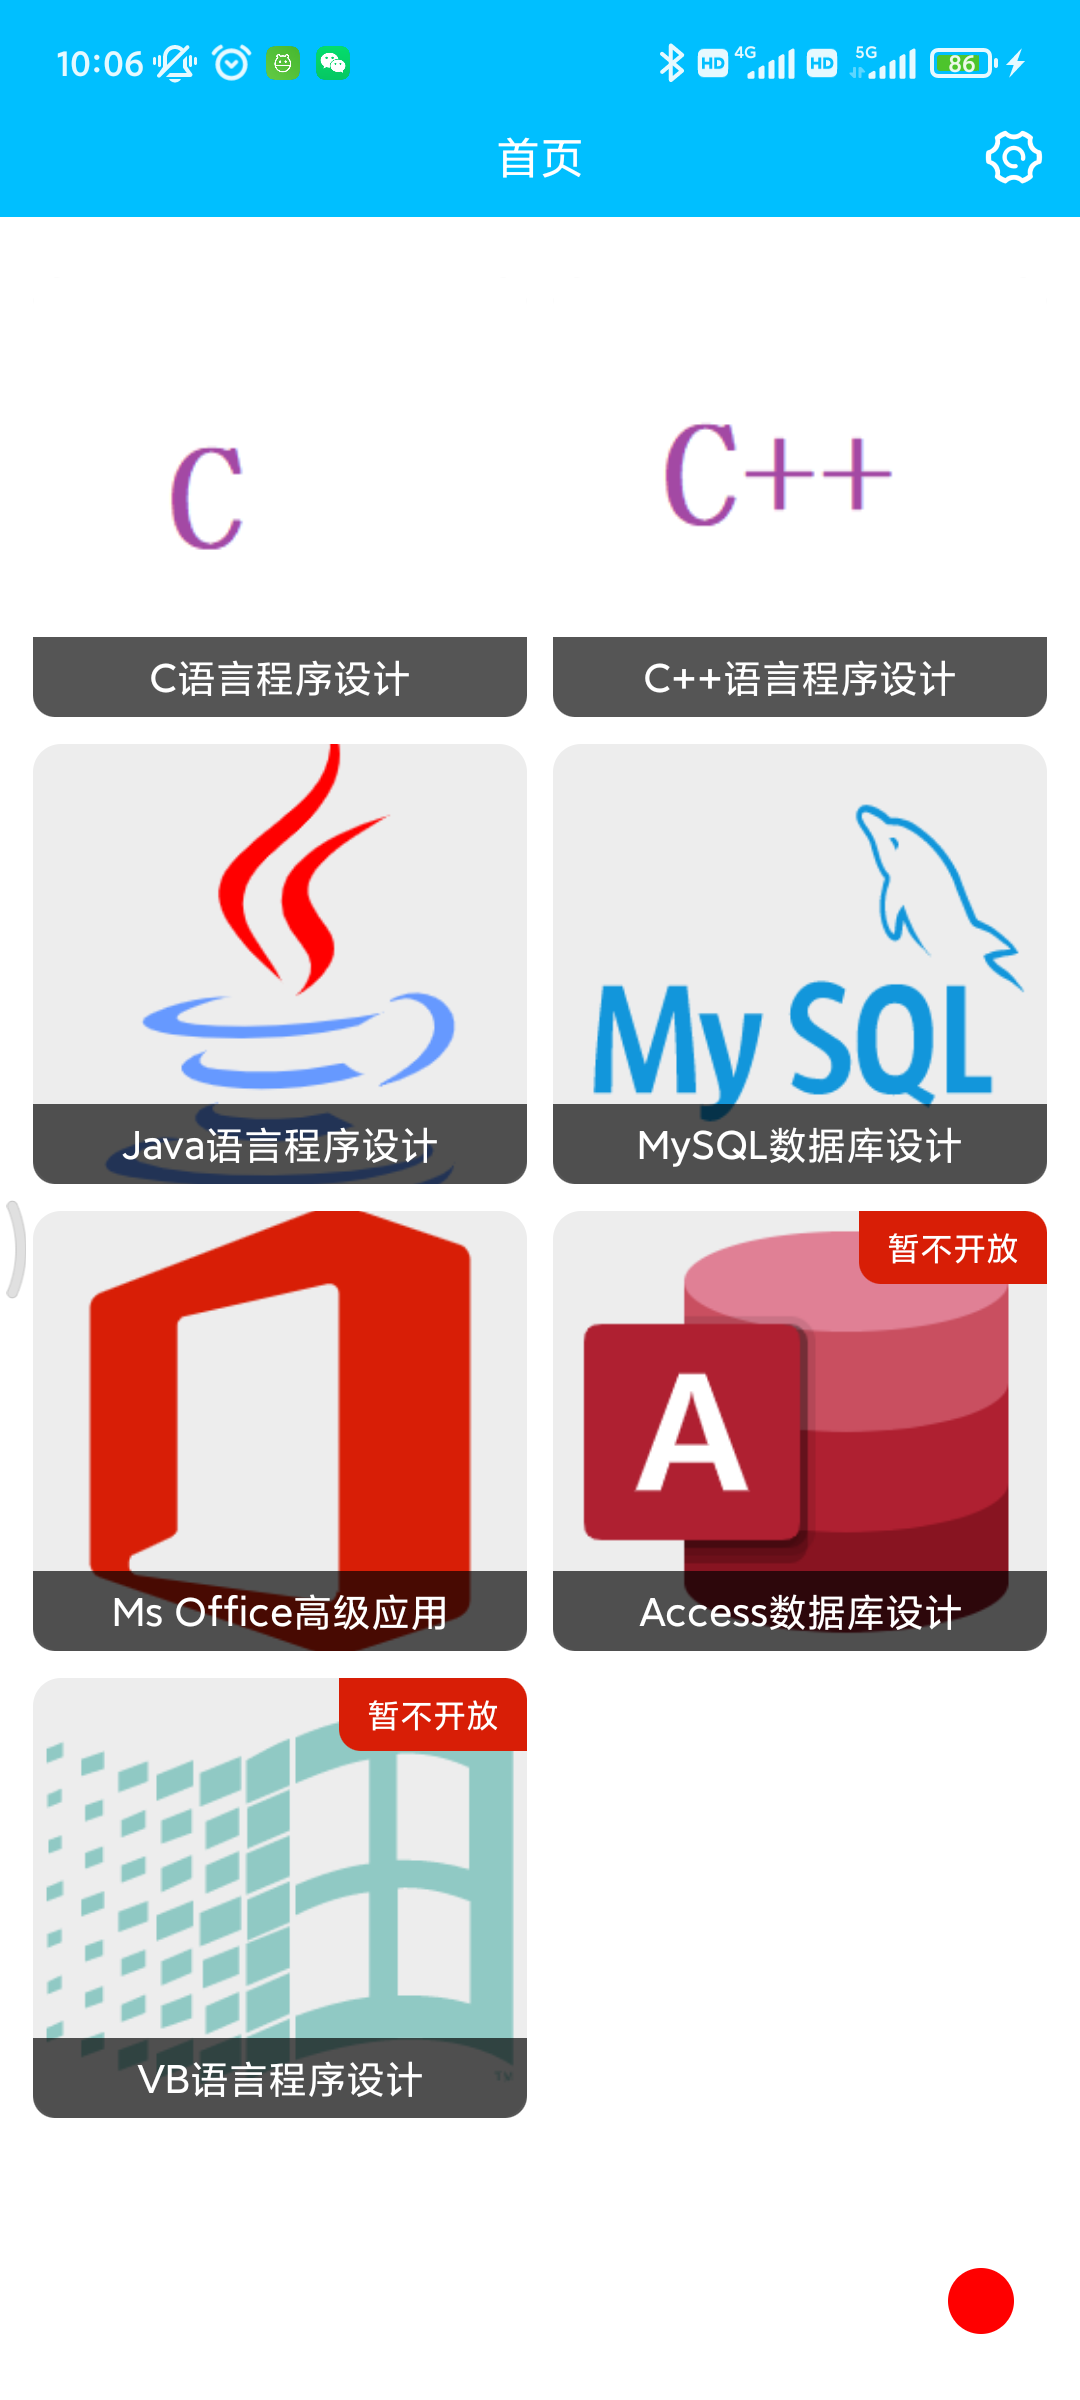 10:06
HD 4G HD 5G 86
首页
C
C++
C语言程序设计
C++语言程序设计
My SQL
Java语言程序设计
MySQL数据库设计
暂不开放
A
Ms Office高级应用
Access数据库设计
暂不开放
VB语言程序设计